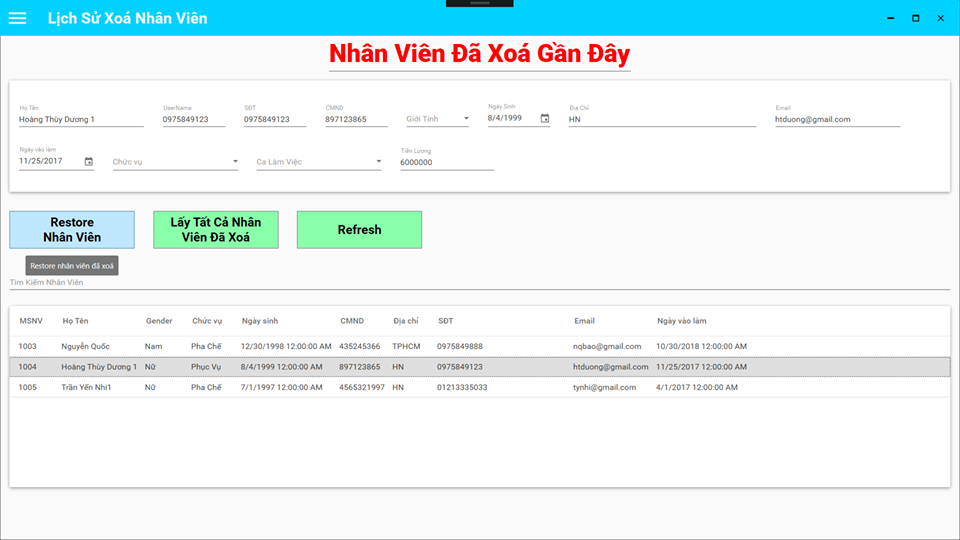 Lịch Sử Xoá Nhân Viên
Nhân Viên Đã Xoá Gần Đây
Họ Tên UserName SĐT CMND Ngày Sinh Địa Chỉ Email
Hoàng Thùy Dương 1 0975849123 0975849123 897123865 Giới Tính 8/4/1999 HN htduong@gmail.com
Ngày vào làm Tiền Lương
11/25/2017 Chức vụ Ca Làm Việc 6000000
Restore Nhân Viên
Lấy Tất Cả Nhân Viên Đã Xoá
Refresh
Restore nhân viên đã xoá
Tìm Kiếm Nhân Viên
MSNV Họ Tên Gender Chức vụ Ngày sinh CMND Địa chỉ SĐT Email Ngày vào làm
1003 Nguyễn Quốc Nam Pha Chế 12/30/1998 12:00:00 AM 435245366 TPHCM 0975849888 nqbao@gmail.com 10/30/2018 12:00:00 AM
1004 Hoàng Thùy Dương 1 Nữ Phục Vụ 8/4/1999 12:00:00 AM 897123865 HN 0975849123 htduong@gmail.com 11/25/2017 12:00:00 AM
1005 Trần Yến Nhi1 Nữ Pha Chế 7/1/1997 12:00:00 AM 4565321997 HN 01213335033 tynhi@gmail.com 4/1/2017 12:00:00 AM